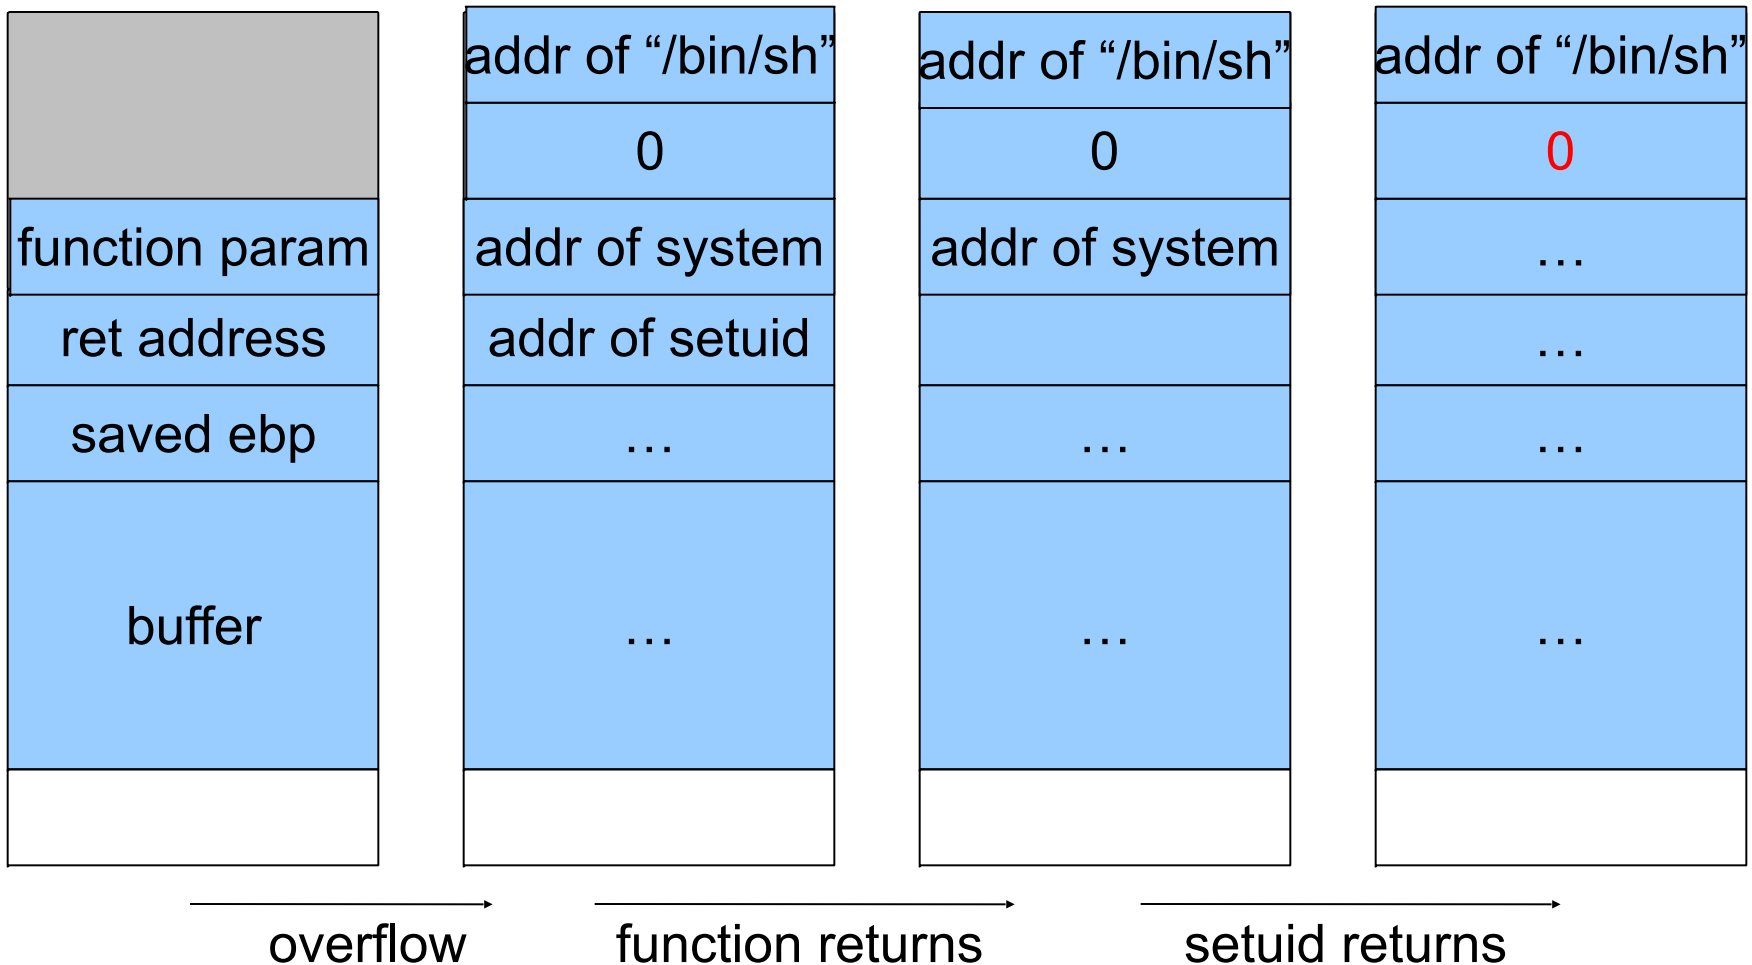 function param
ret address
saved ebp
buffer
addr of “/bin/sh”
0
addr of system
addr of setuid
…
…
addr of “/bin/sh”
0
addr of system
…
…
addr of “/bin/sh”
0
…
…
…
…
overflow
function returns
setuid returns